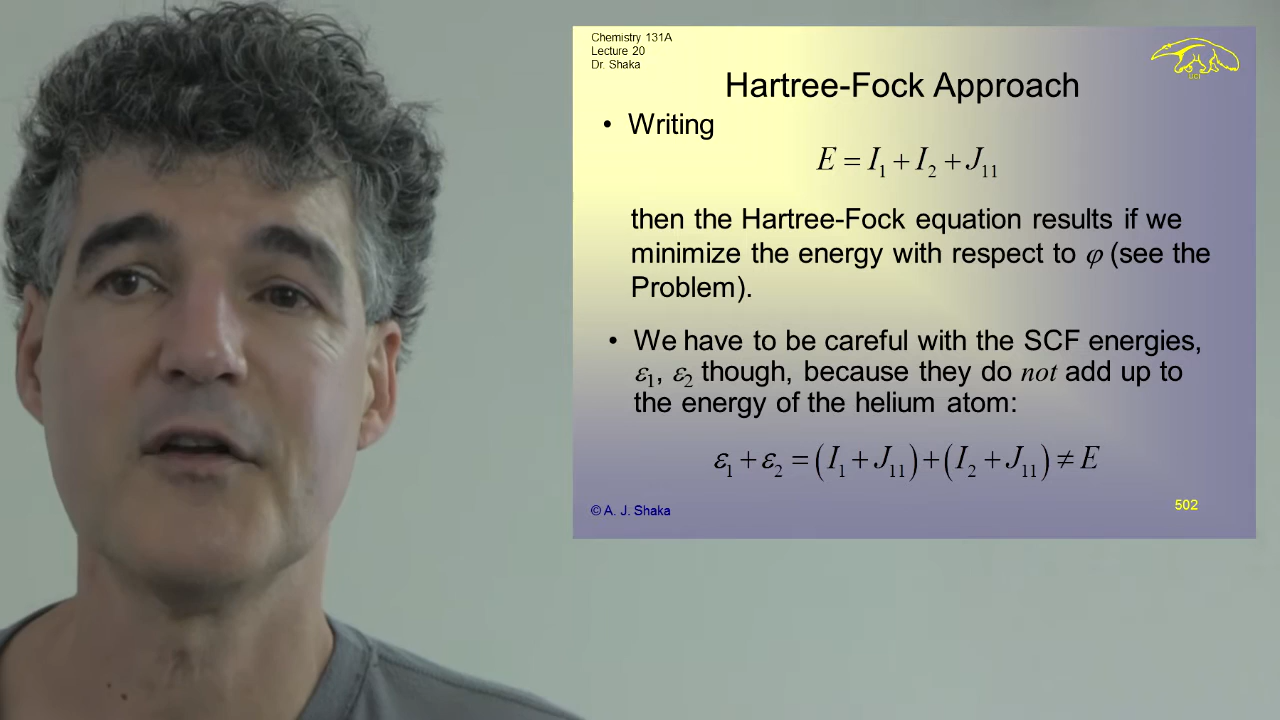 Chemistry 131A
Lecture 20
Dr. Shaka
UCI
Hartree-Fock Approach
• Writing
E = I₁ + I₂ + J₁₁
then the Hartree-Fock equation results if we
minimize the energy with respect to φ (see the
Problem).
• We have to be careful with the SCF energies,
ε₁, ε₂ though, because they do not add up to
the energy of the helium atom:
ε₁ + ε₂ = (I₁ + J₁₁) + (I₂ + J₁₁) ≠ E
© A. J. Shaka
502